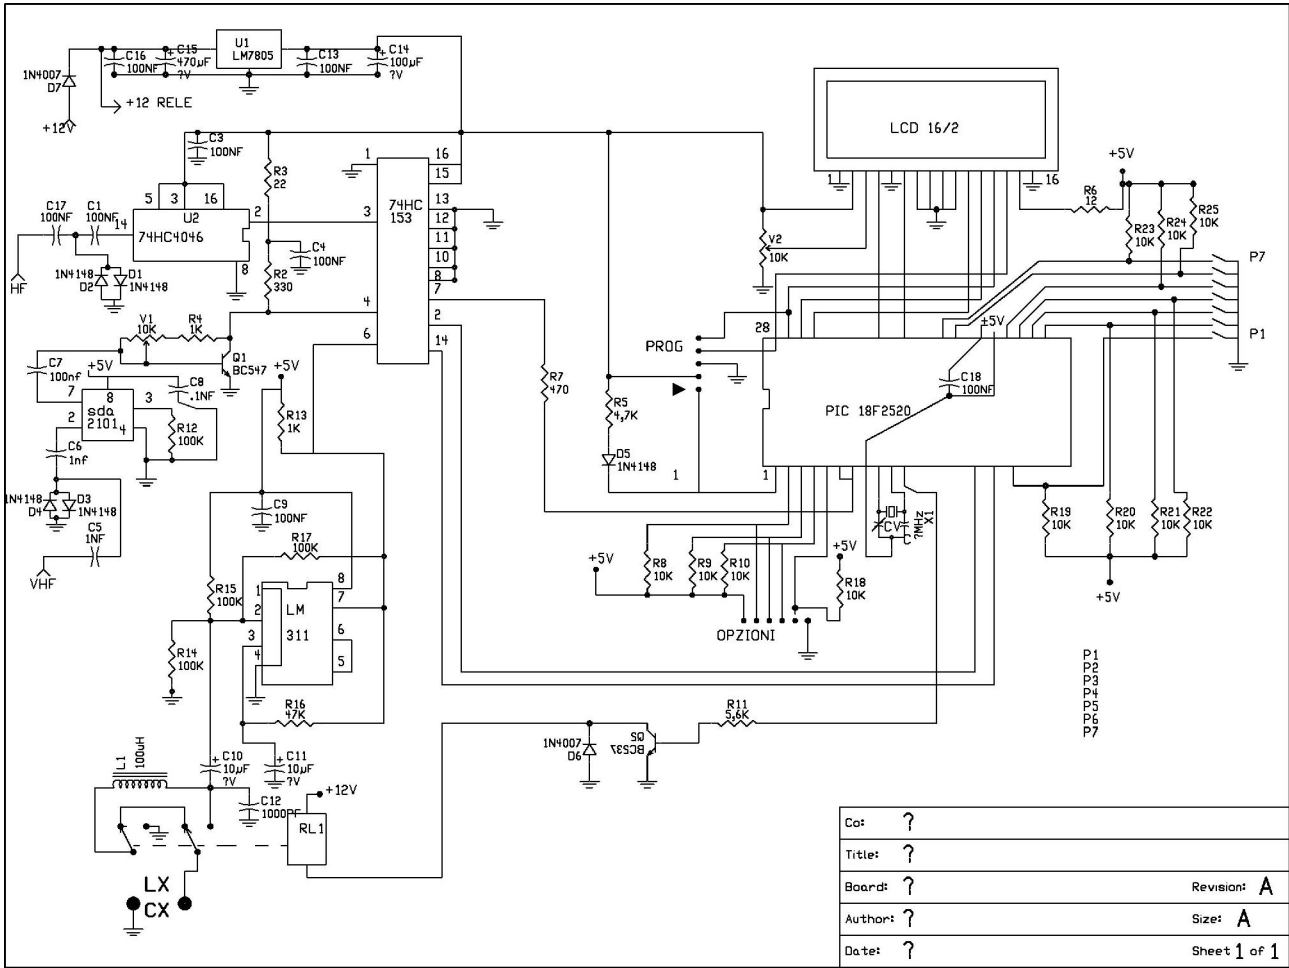 U1
LM7805
C16
100NF
C15
470µF
?V
C13
100NF
C14
100µF
?V
1N4007
D7
+12 RELE
+12V
C3
100NF
R3
22
1
16
15
74HC
153
13
12
11
10
8
7
2
14
3
4
6
5
3
16
U2
74HC4046
2
8
14
C17
100NF
C1
100NF
HF
1N4148
D2
D1
1N4148
C4
100NF
R2
330
V1
10K
R4
1K
Q1
BC547
C7
100nf
+5V
C8
.1NF
7
8
3
sda
2101
4
2
R12
100K
C6
1nf
1N4148
D4
D3
1N4148
C5
1NF
VHF
+5V
R13
1K
C9
100NF
R17
100K
R15
100K
R14
100K
1
2
3
4
8
7
6
5
LM
311
R16
47K
C10
10µF
?V
C11
10µF
?V
C12
1000PF
L1
100uH
+12V
RL1
LX
CX
LCD 16/2
1
16
V2
10K
R6
12
+5V
R23
10K
R24
10K
R25
10K
P7
P1
28
PROG
1
1
PIC 18F2520
+5V
C18
100NF
R7
470
R5
4,7K
D5
1N4148
+5V
R8
10K
R9
10K
R10
10K
OPZIONI
+5V
R18
10K
CV
C
?MHz
X1
R19
10K
R20
10K
R21
10K
R22
10K
+5V
R11
5,6K
Q5
BC537
1N4007
D6
P1
P2
P3
P4
P5
P6
P7
Co: ?
Title: ?
Board: ? Revision: A
Author: ? Size: A
Date: ? Sheet 1 of 1